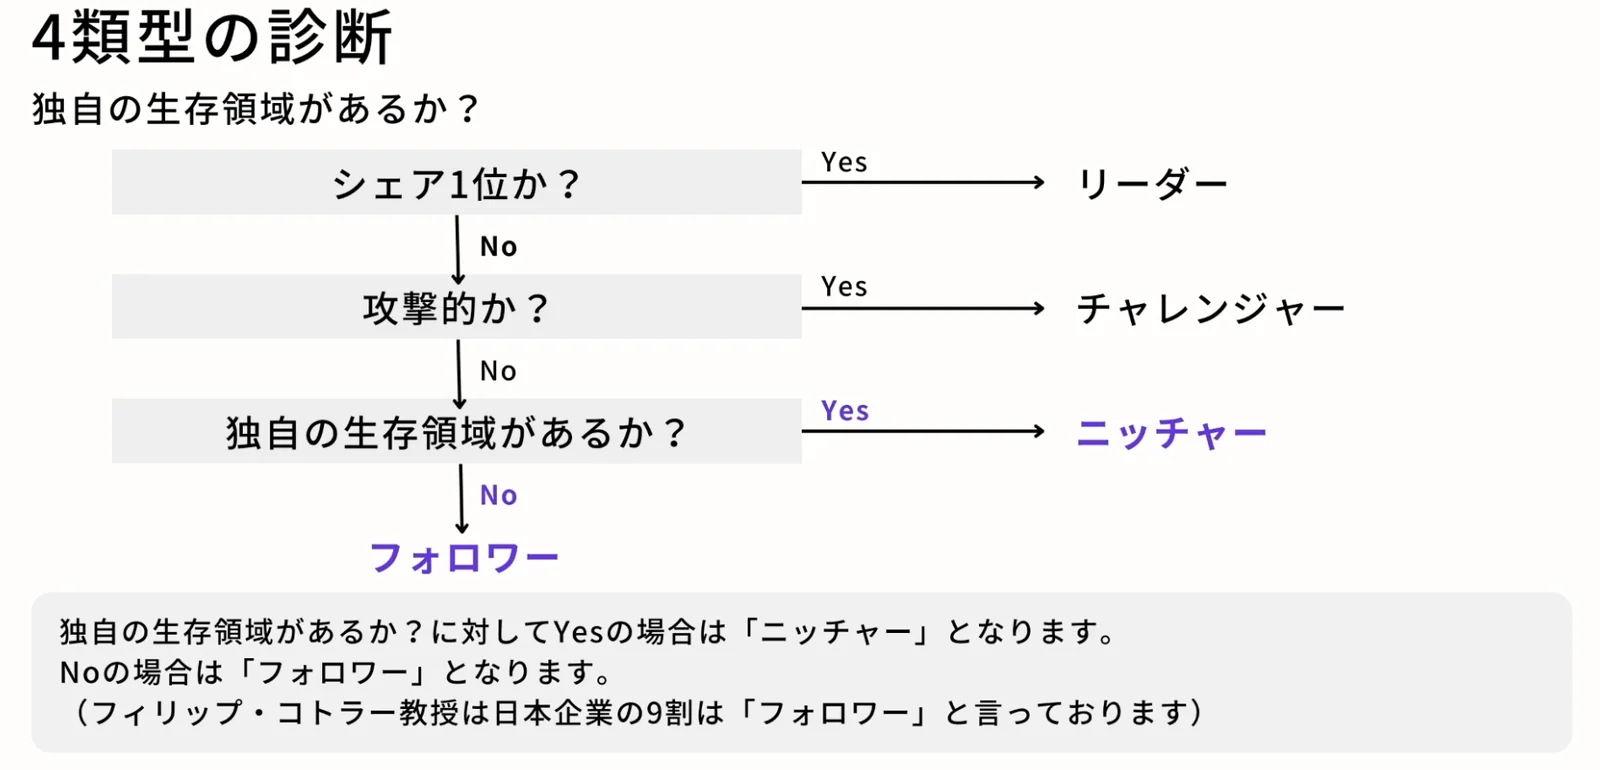 4類型の診断
独自の生存領域があるか？
シェア1位か？
Yes
リーダー
No
攻撃的か？
Yes
チャレンジャー
No
独自の生存領域があるか？
Yes
ニッチャー
No
フォロワー
独自の生存領域があるか？に対してYesの場合は「ニッチャー」となります。
Noの場合は「フォロワー」となります。
（フィリップ・コトラー教授は日本企業の9割は「フォロワー」と言っております）